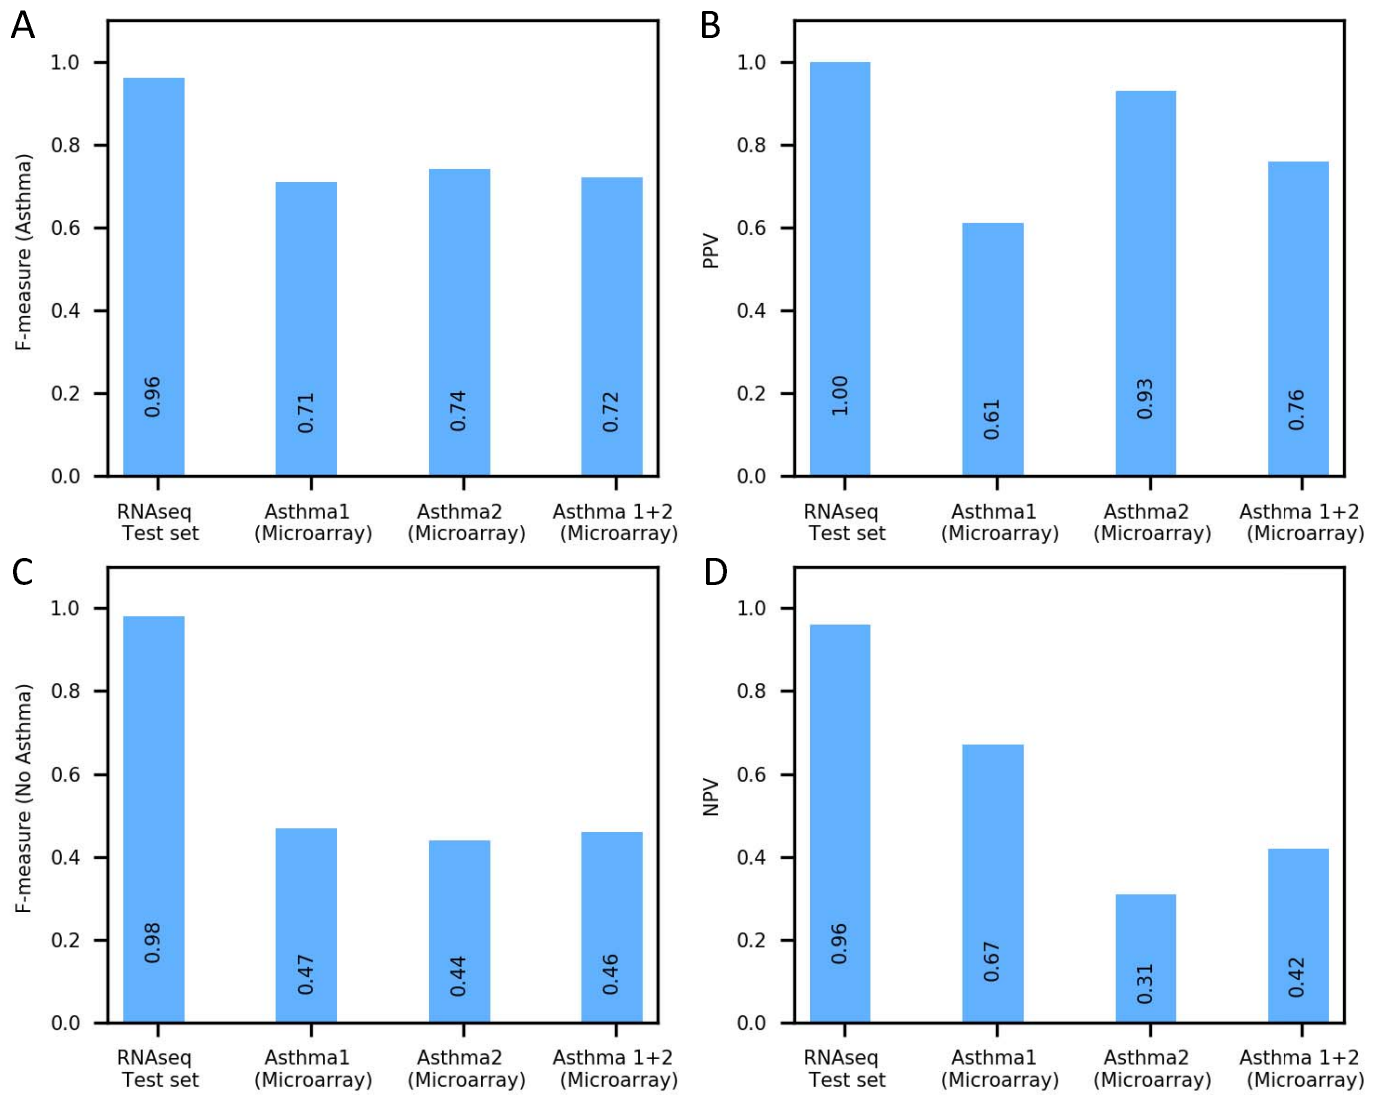 A
F-measure (Asthma)
1.0
0.8
0.6
0.4
0.2
0.0
0.96
0.71
0.74
0.72
RNAseq
Test set
Asthma1
(Microarray)
Asthma2
(Microarray)
Asthma 1+2
(Microarray)
B
PPV
1.0
0.8
0.6
0.4
0.2
0.0
1.00
0.61
0.93
0.76
RNAseq
Test set
Asthma1
(Microarray)
Asthma2
(Microarray)
Asthma 1+2
(Microarray)
C
F-measure (No Asthma)
1.0
0.8
0.6
0.4
0.2
0.0
0.98
0.47
0.44
0.46
RNAseq
Test set
Asthma1
(Microarray)
Asthma2
(Microarray)
Asthma 1+2
(Microarray)
D
NPV
1.0
0.8
0.6
0.4
0.2
0.0
0.96
0.67
0.31
0.42
RNAseq
Test set
Asthma1
(Microarray)
Asthma2
(Microarray)
Asthma 1+2
(Microarray)